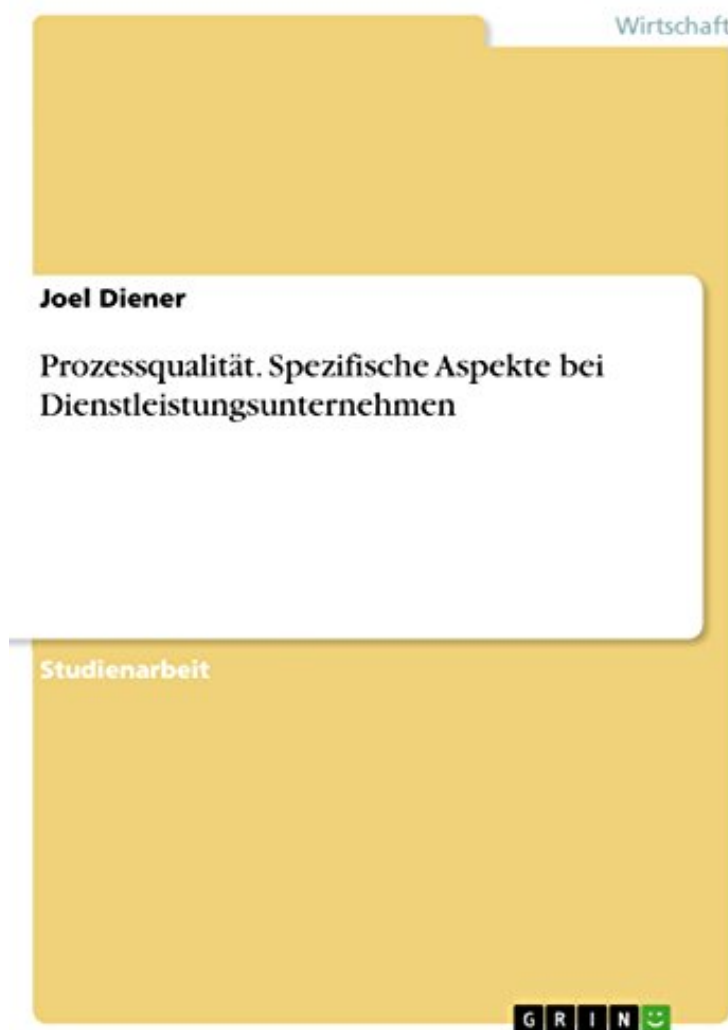 Wirtschaft
Joel Diener
Prozessqualität. Spezifische Aspekte bei
Dienstleistungsunternehmen
Studienarbeit
GRIN